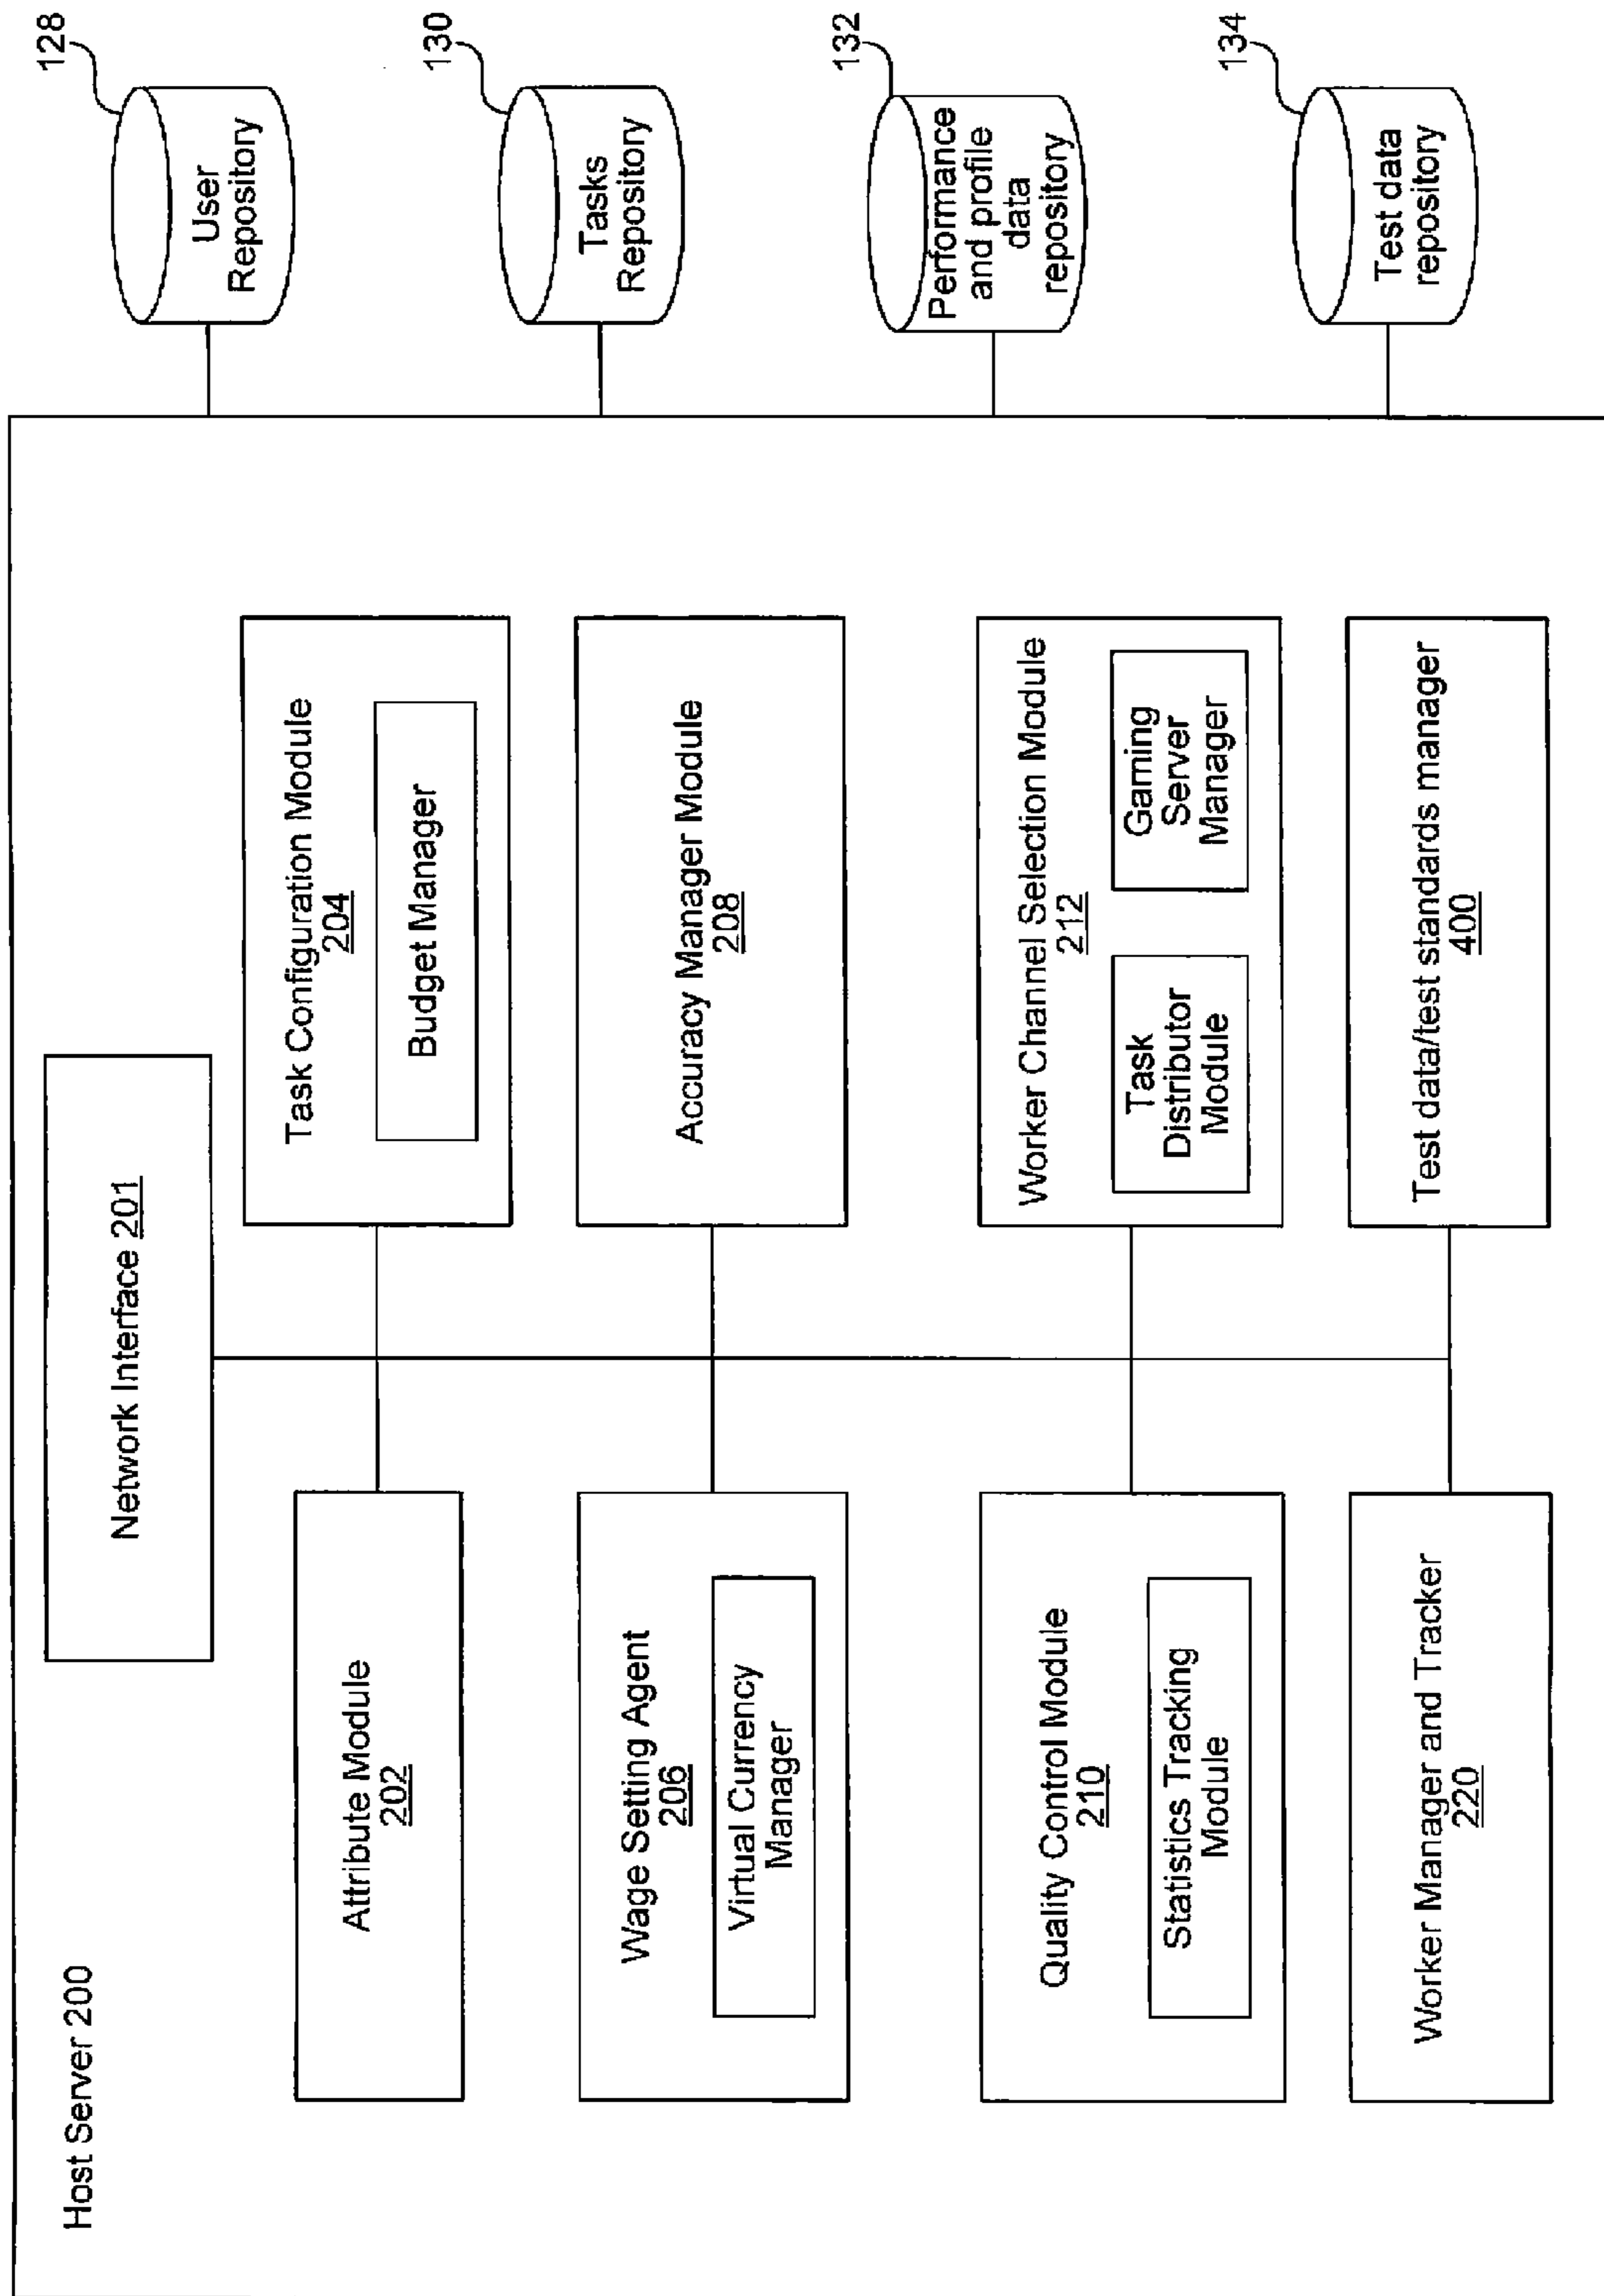 Host Server 200
Network Interface 201
Attribute Module
202
Task Configuration Module
204
Budget Manager
Wage Setting Agent
206
Virtual Currency
Manager
Accuracy Manager Module
208
Quality Control Module
210
Statistics Tracking
Module
Worker Channel Selection Module
212
Task
Distributor
Module
Gaming
Server
Manager
Worker Manager and Tracker
220
Test data/test standards manager
400
128
User
Repository
130
Tasks
Repository
132
Performance
and profile
data
repository
134
Test data
repository